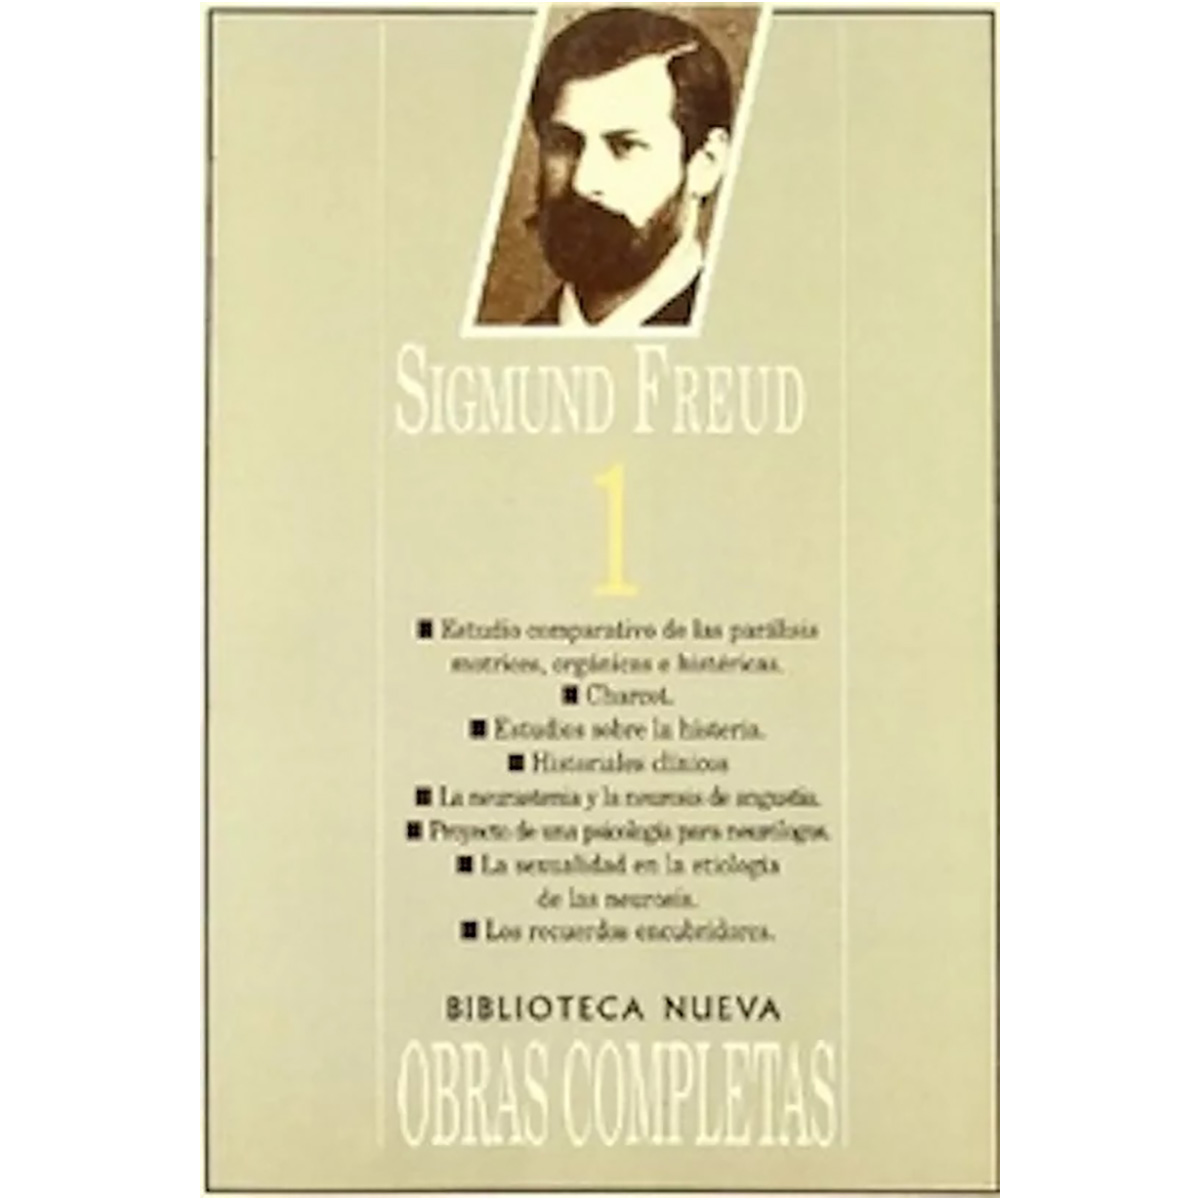 SIGMUND FREUD
1
■ Estudio comparativo de las parálisis
motrices, orgánicas e histéricas.
■ Charcot.
■ Estudios sobre la histeria.
■ Historiales clínicos
■ La neurastenia y la neurosis de angustia.
■ Proyecto de una psicología para neurólogos.
■ La sexualidad en la etiología
de las neurosis.
■ Los recuerdos encubridores.
BIBLIOTECA NUEVA
OBRAS COMPLETAS